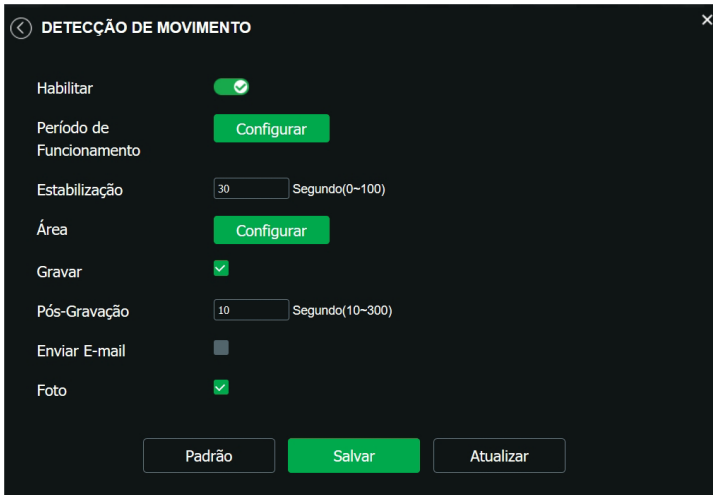 DETECÇÃO DE MOVIMENTO
Habilitar
Período de Configurar
Funcionamento
Estabilização 30 Segundo(0~100)
Área Configurar
Gravar
Pós-Gravação 10 Segundo(10~300)
Enviar E-mail
Foto
Padrão Salvar Atualizar